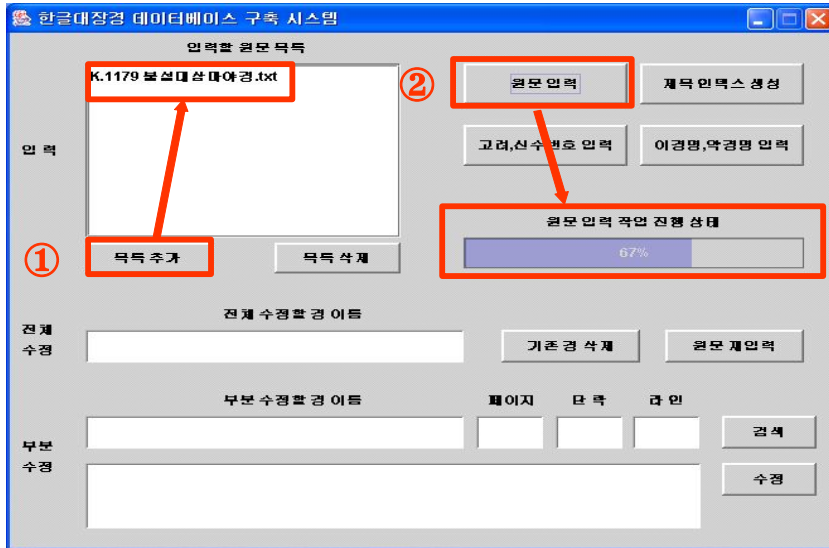 한글대장경 데이터베이스 구축 시스템
입력할 원문 목록
K.1179 불설대삼마야경.txt
①
②
입 력
목록 추가
목록 삭제
원문 입력
제목 인덱스 생성
고려,신수번호 입력
이경명,약경명 입력
원문 입력 작업 진행 상태
67%
전체 수정할 경 이름
전체
수정
기존 경 삭제
원문 재입력
부분 수정할 경 이름
페이지
단 락
라 인
검색
부분
수정
수정